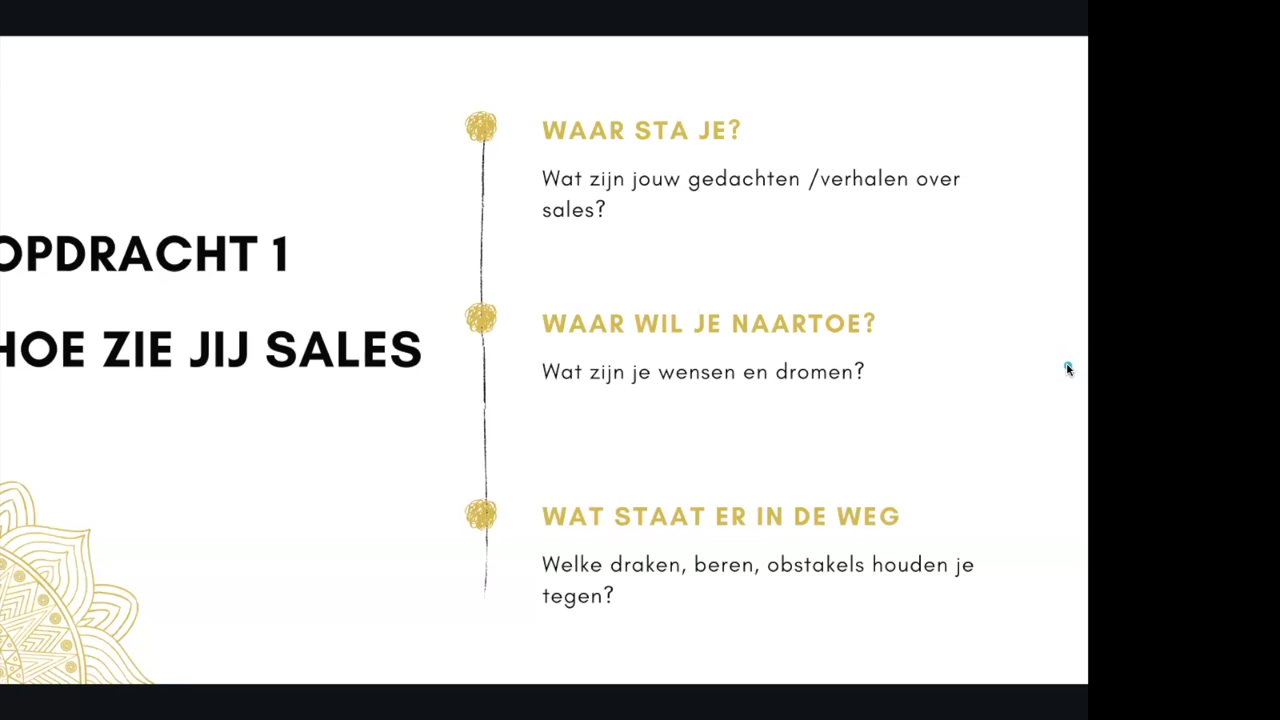 OPDRACHT 1
HOE ZIE JIJ SALES
WAAR STA JE?
Wat zijn jouw gedachten /verhalen over
sales?
WAAR WIL JE NAARTOE?
Wat zijn je wensen en dromen?
WAT STAAT ER IN DE WEG
Welke draken, beren, obstakels houden je
tegen?